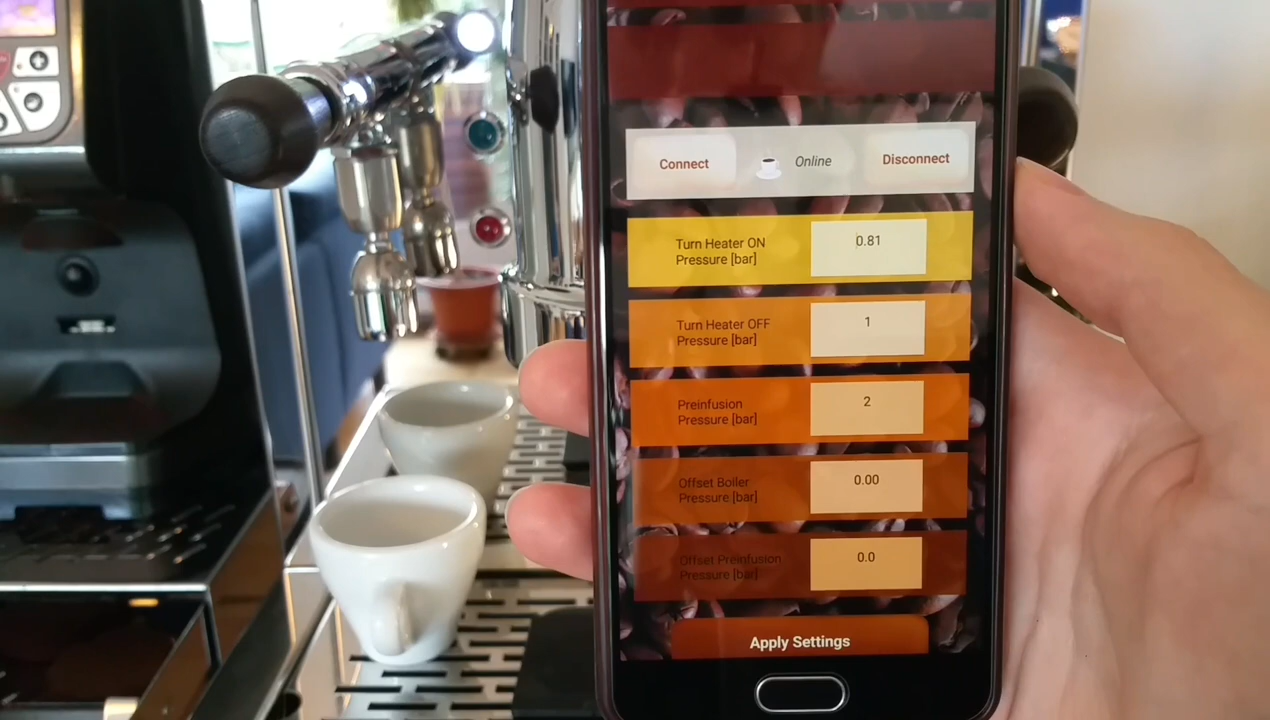 Connect
Online
Disconnect
Turn Heater ON
Pressure [bar]
0.81
Turn Heater OFF
Pressure [bar]
1
Preinfusion
Pressure [bar]
2
Offset Boiler
Pressure [bar]
0.00
Offset Preinfusion
Pressure [bar]
0.0
Apply Settings